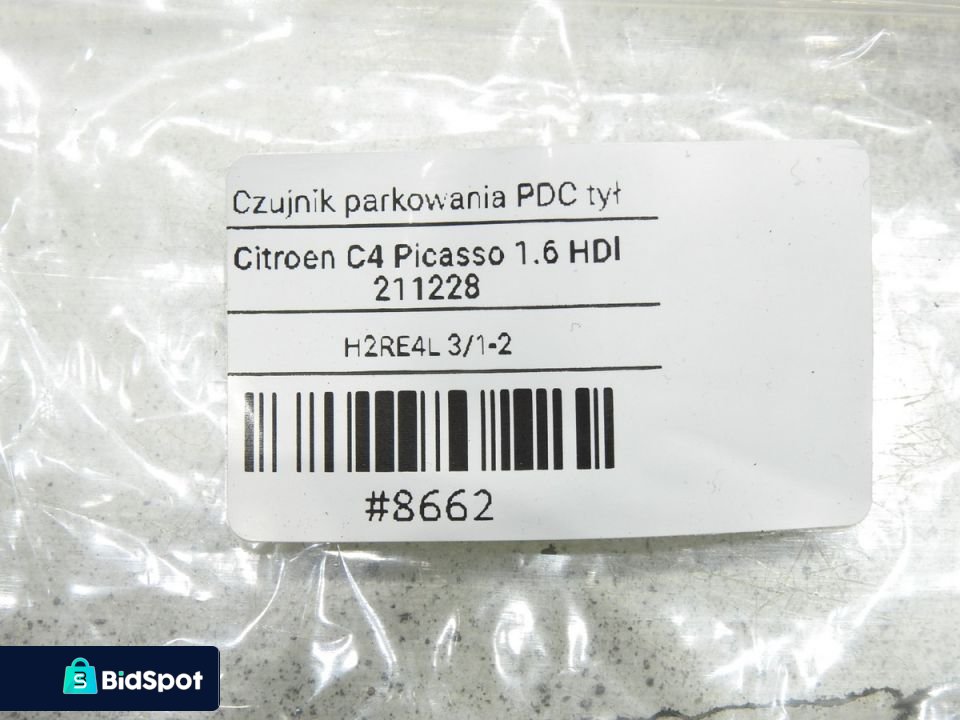 Czujnik parkowania PDC tył
Citroen C4 Picasso 1.6 HDI
211228
H2RE4L 3/1-2
#8662
BidSpot